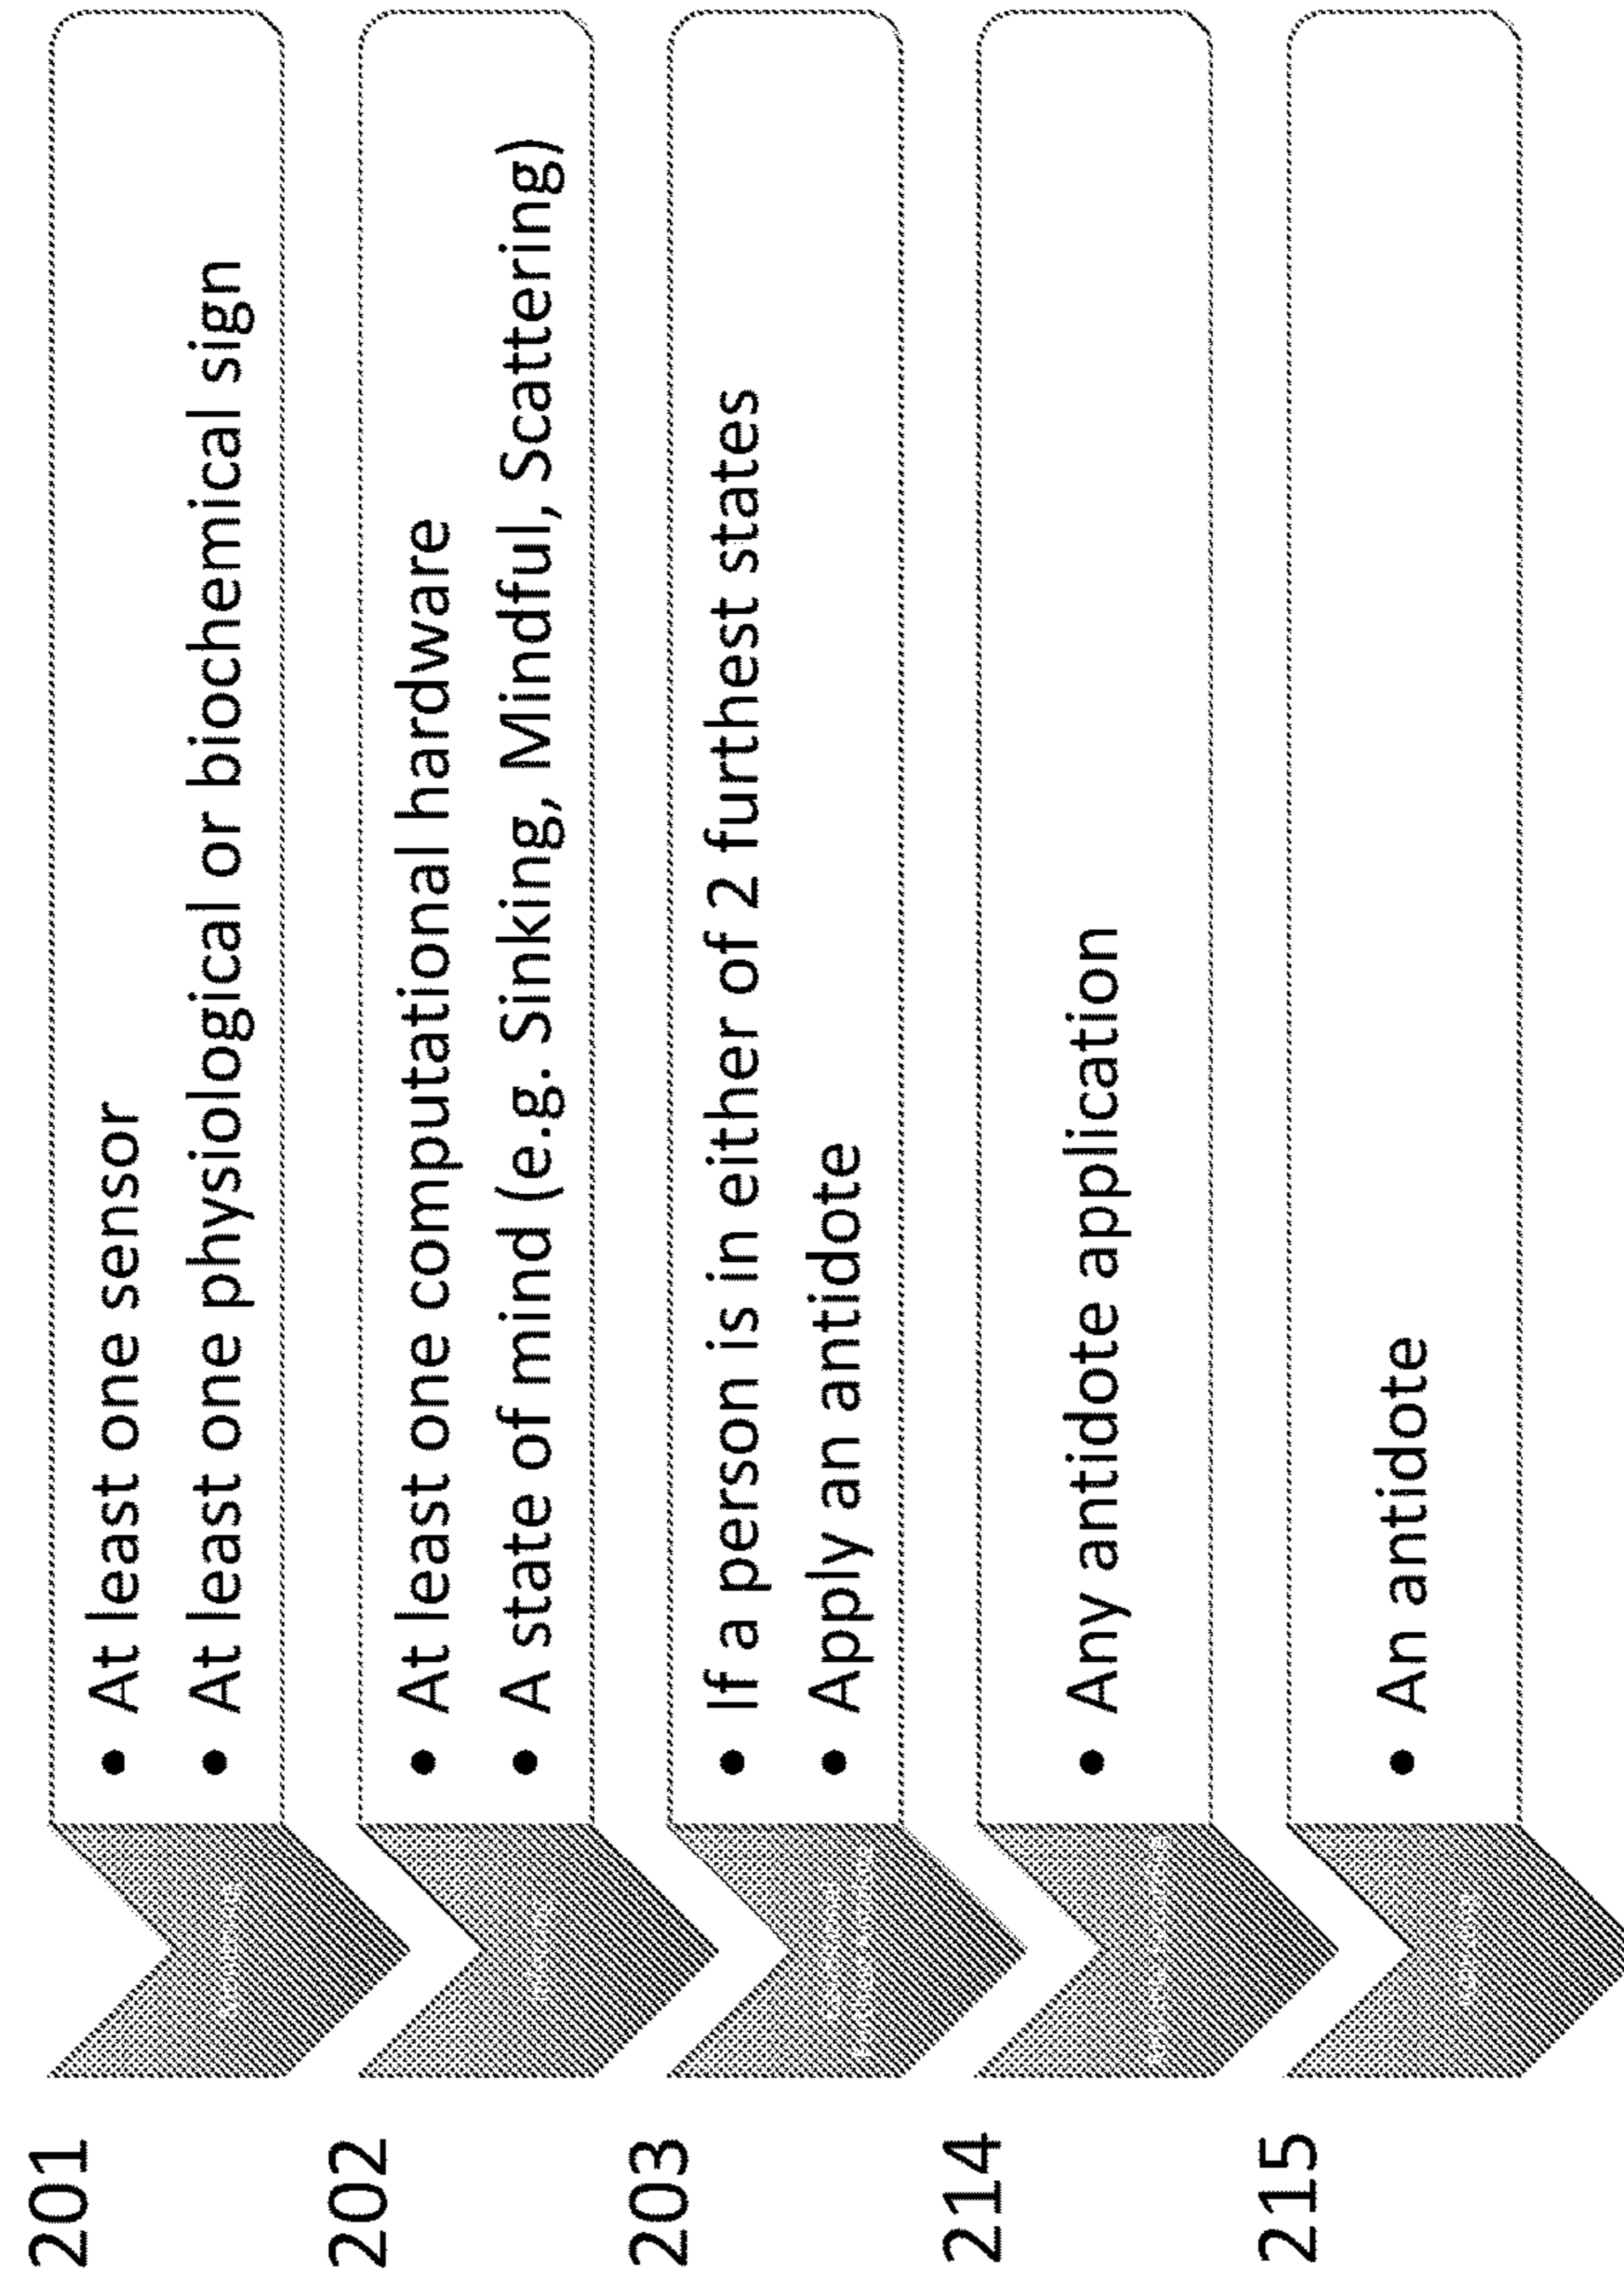 201
• At least one sensor
• At least one physiological or biochemical sign
202
• At least one computational hardware
• A state of mind (e.g. Sinking, Mindful, Scattering)
203
• If a person is in either of 2 furthest states
• Apply an antidote
214
• Any antidote application
215
• An antidote